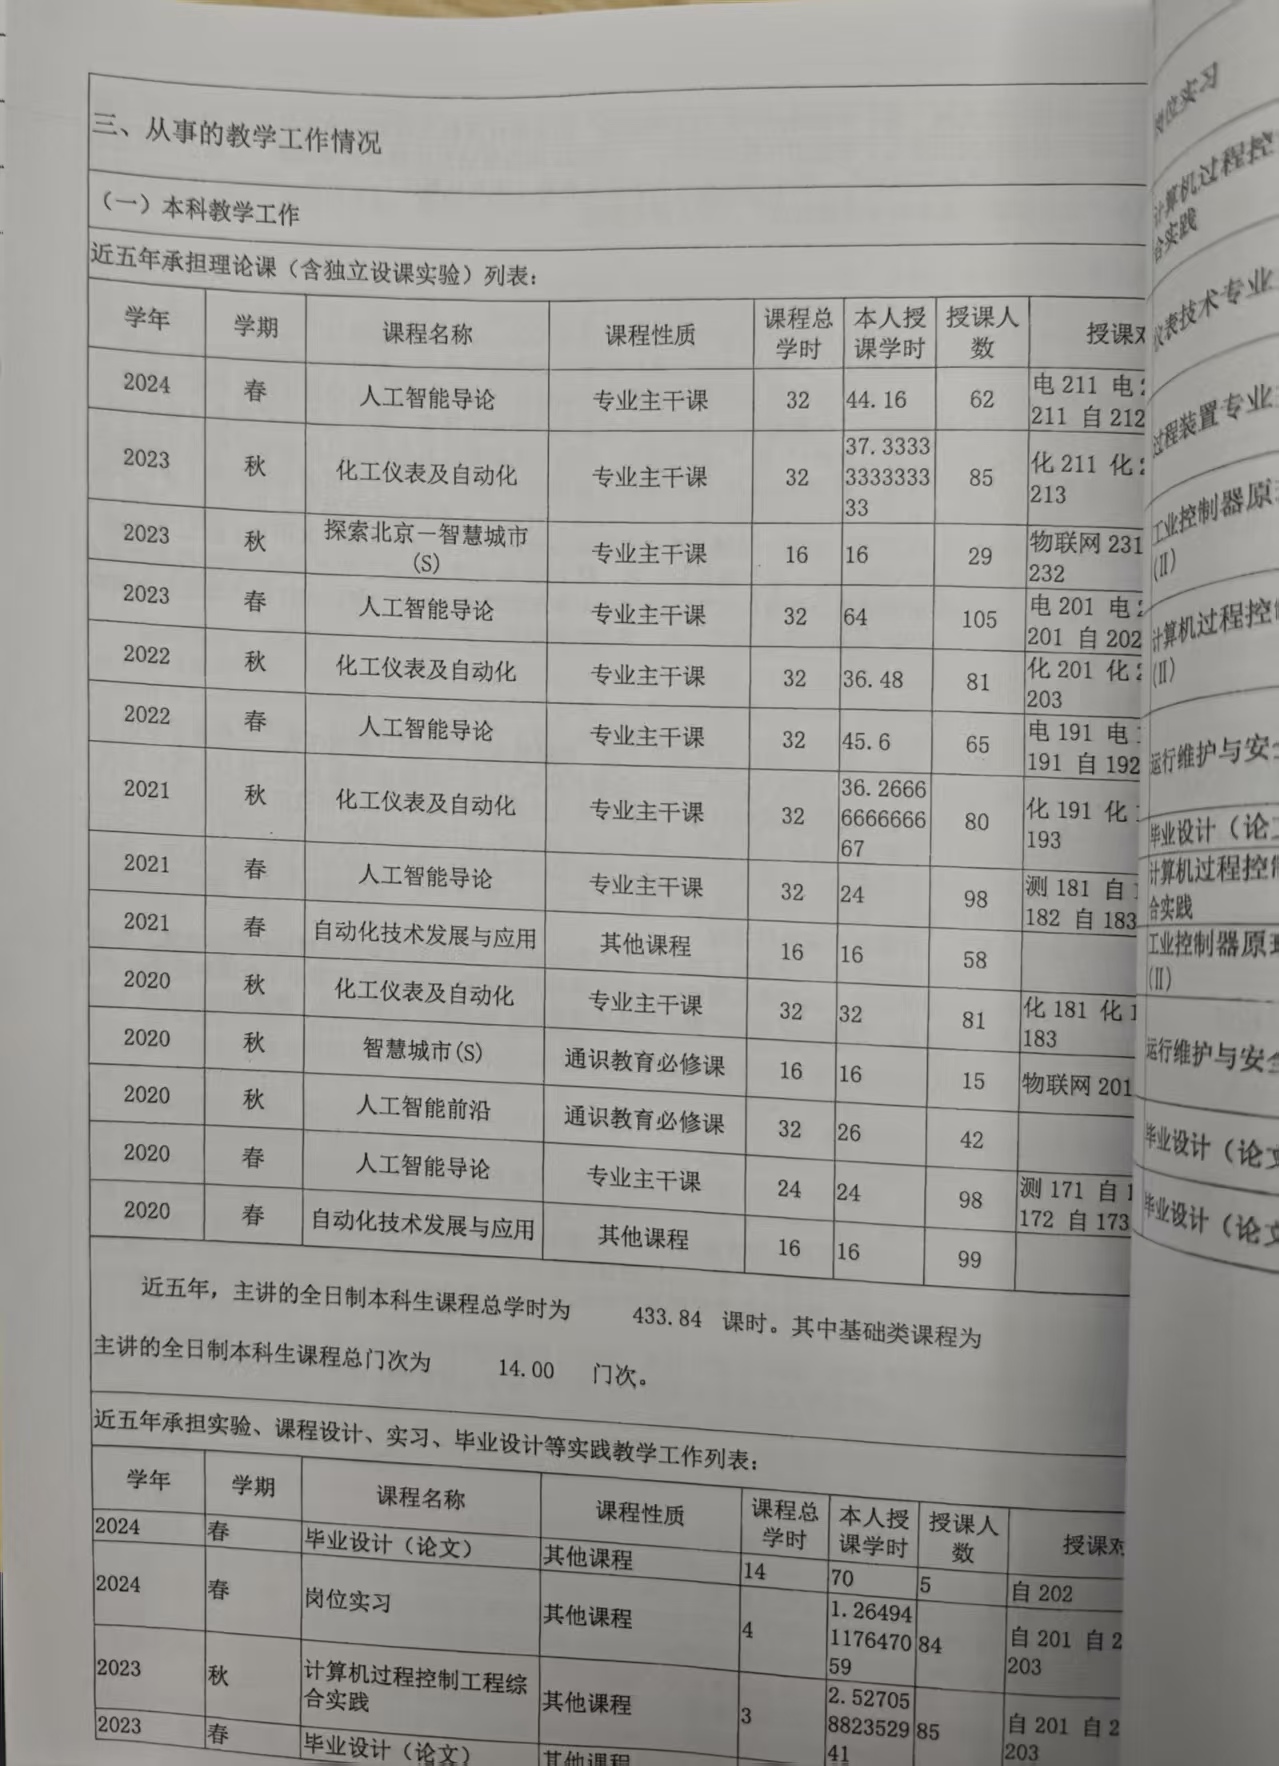 三、从事的教学工作情况
（一）本科教学工作
近五年承担理论课（含独立设课实验）列表：
学年 学期 课程名称 课程性质 课程总学时 本人授课学时 授课人数 授课
2024 春 人工智能导论 专业主干课 32 44.16 62 电 211 电 211 自 212
2023 秋 化工仪表及自动化 专业主干课 32 37.3333333333333 85 化 211 化 213
2023 秋 探索北京－智慧城市(S) 专业主干课 16 16 29 物联网 231 232
2023 春 人工智能导论 专业主干课 32 64 105 电 201 电 201 自 202
2022 秋 化工仪表及自动化 专业主干课 32 36.48 81 化 201 化 203
2022 春 人工智能导论 专业主干课 32 45.6 65 电 191 电 191 自 192
2021 秋 化工仪表及自动化 专业主干课 32 36.2666666666667 80 化 191 化 193
2021 春 人工智能导论 专业主干课 32 24 98 测 181 自 182 自 183
2021 春 自动化技术发展与应用 其他课程 16 16 58
2020 秋 化工仪表及自动化 专业主干课 32 32 81 化 181 化 183
2020 秋 智慧城市(S) 通识教育必修课 16 16 15 物联网 201
2020 秋 人工智能前沿 通识教育必修课 32 26 42
2020 春 人工智能导论 专业主干课 24 24 98 测 171 自 172 自 173
2020 春 自动化技术发展与应用 其他课程 16 16 99
近五年，主讲的全日制本科生课程总学时为 433.84 课时。其中基础类课程为
主讲的全日制本科生课程总门次为 14.00 门次。
近五年承担实验、课程设计、实习、毕业设计等实践教学工作列表：
学年 学期 课程名称 课程性质 课程总学时 本人授课学时 授课人数 授课
2024 春 毕业设计（论文） 其他课程 14 70 5 自 202
2024 春 岗位实习 其他课程 4 1.26494117647059 84 自 201 自 203
2023 秋 计算机过程控制工程综合实践 其他课程 3 2.52705882352941 85 自 201 自 203
2023 春 毕业设计（论文） 其他课程
岗位实习
计算机过程控
合实践
仪表技术专业
过程装置专业
工业控制器原
(II)
计算机过程控
(II)
运行维护与安
毕业设计（论
计算机过程控
合实践
工业控制器原
(II)
运行维护与安
毕业设计（论
毕业设计（论